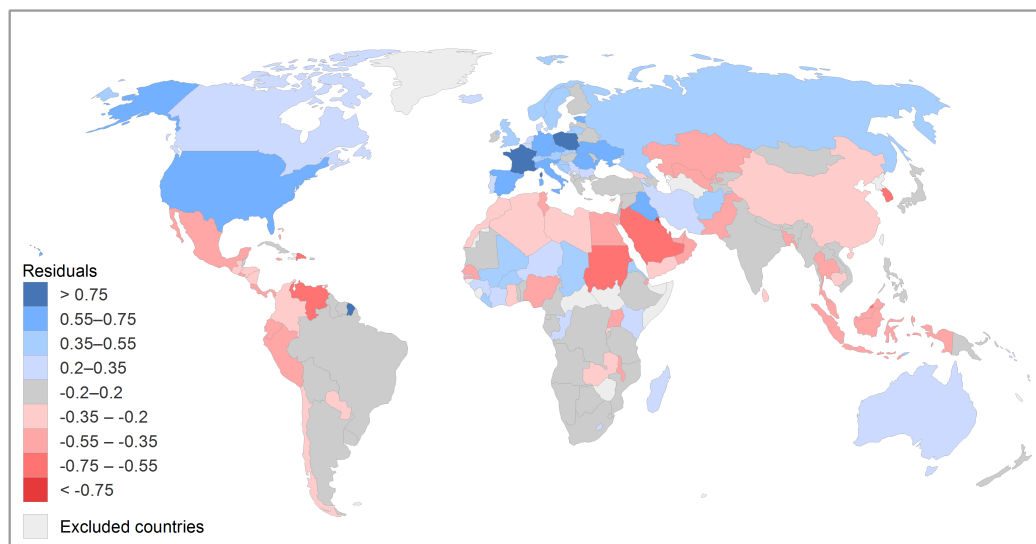 Residuals
> 0.75
0.55–0.75
0.35–0.55
0.2–0.35
-0.2–0.2
-0.35 – -0.2
-0.55 – -0.35
-0.75 – -0.55
< -0.75
Excluded countries